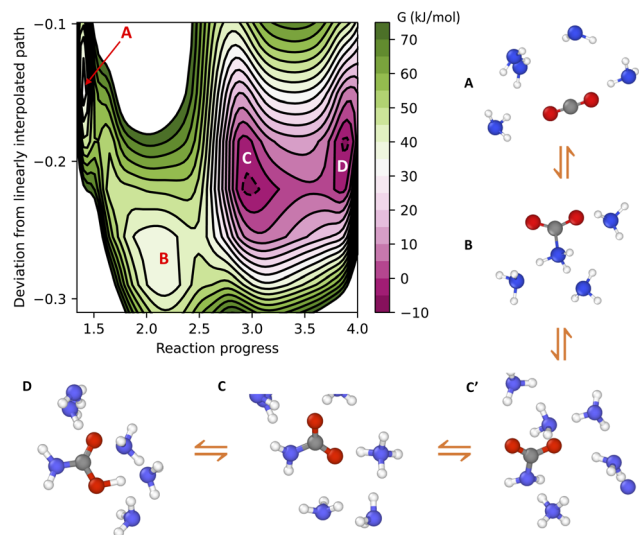 G (kJ/mol)
−0.1
−0.2
−0.3
Deviation from linearly interpolated path
A
B
C
D
1.5 2.0 2.5 3.0 3.5 4.0
Reaction progress
70
60
50
40
30
20
10
0
−10
A
B
C’
C
D